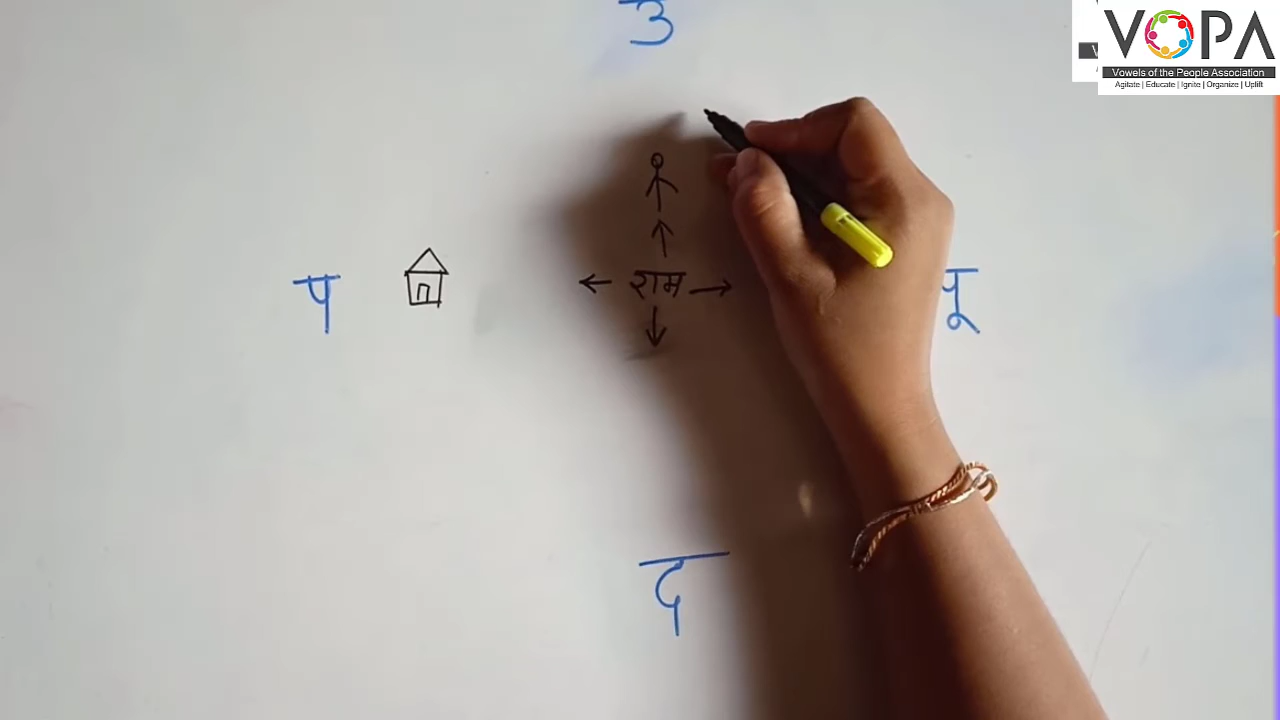 उ
VOPA
Vowels of the People Association
Agitate | Educate | Ignite | Organize | Uplift
प
राम
पू
द